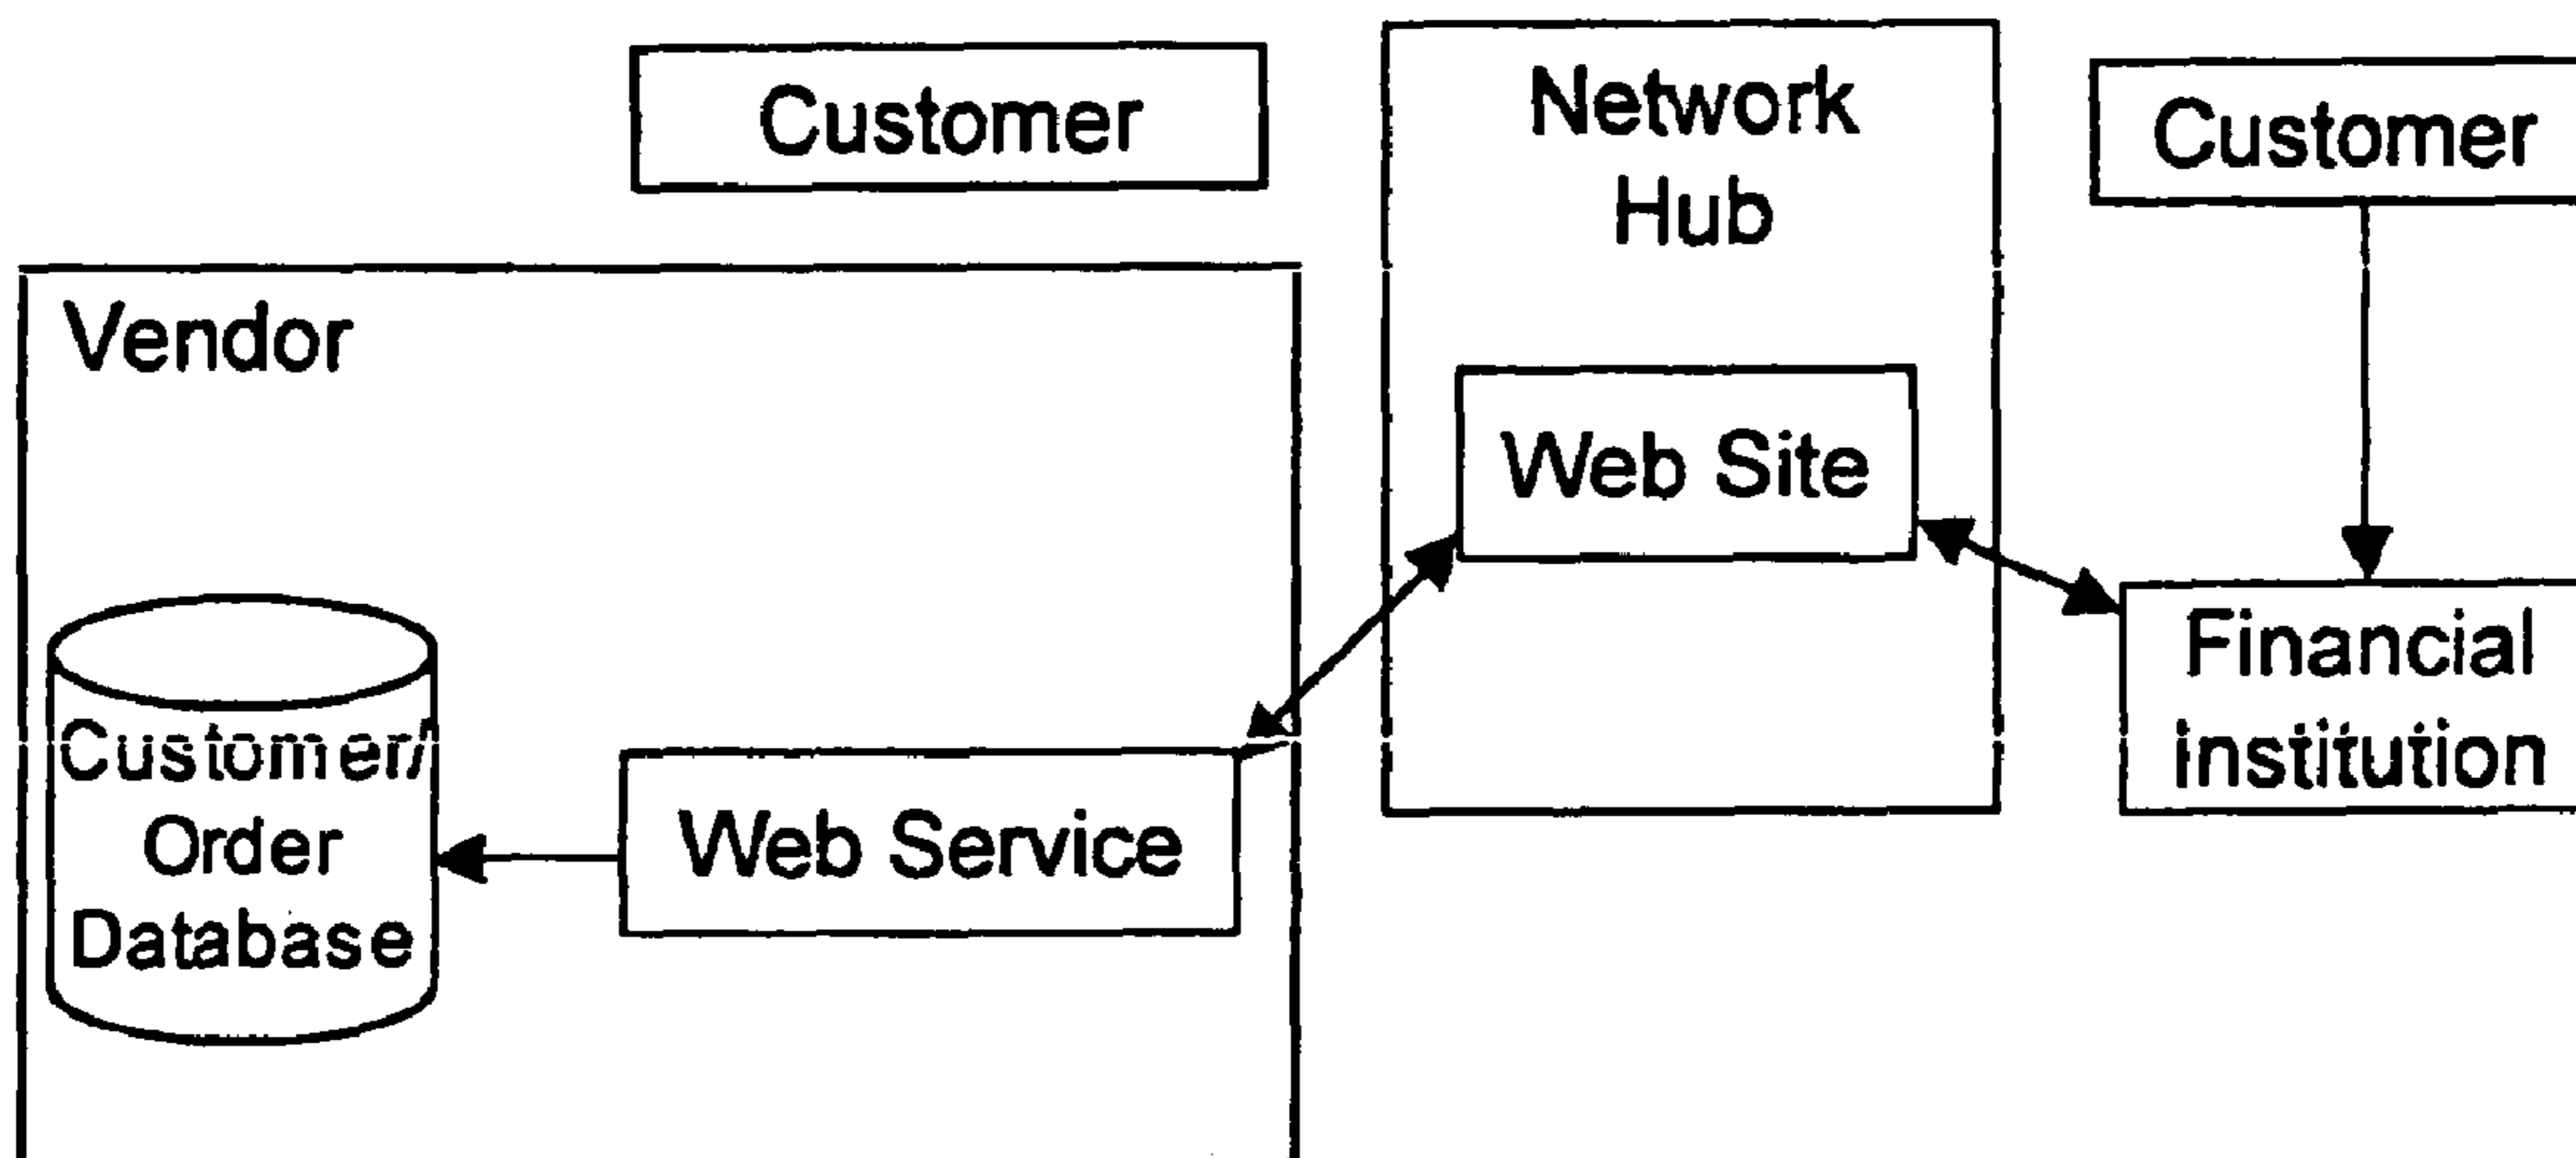 Customer
Network
Hub
Customer
Vendor
Web Site
Financial
institution
Customer/
Order
Database
Web Service